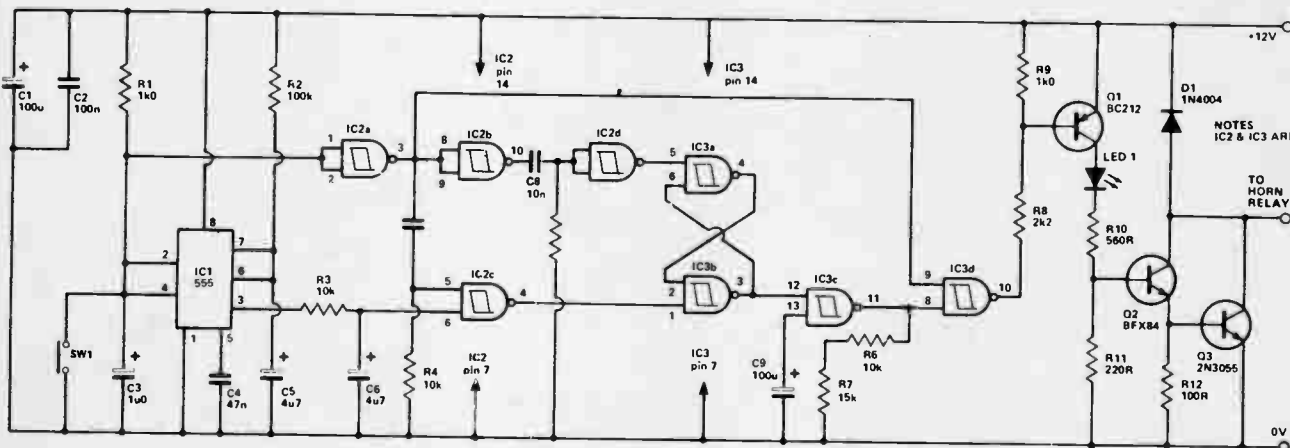 +12V
C1
100u
C2
100n
R1
1k0
R2
100k
IC2
pin
14
IC3
pin
14
R9
1k0
Q1
BC212
D1
1N4004
NOTES
IC2 & IC3 AR
LED 1
IC2a
1
2
3
IC2b
8
9
10
C8
10n
IC2d
IC3a
5
6
4
TO
HORN
RELAY
R8
2k2
R10
560R
IC1
555
8
7
6
3
2
4
1
5
R3
10k
IC2c
5
6
4
IC3b
2
1
3
IC3c
12
13
11
IC3d
9
8
10
Q2
BFX84
Q3
2N3055
SW1
C3
1u0
C4
47n
C5
4u7
C6
4u7
R4
10k
IC2
pin 7
IC3
pin 7
C9
100u
R6
10k
R7
15k
R11
220R
R12
100R
0V
+
+
+
+
+